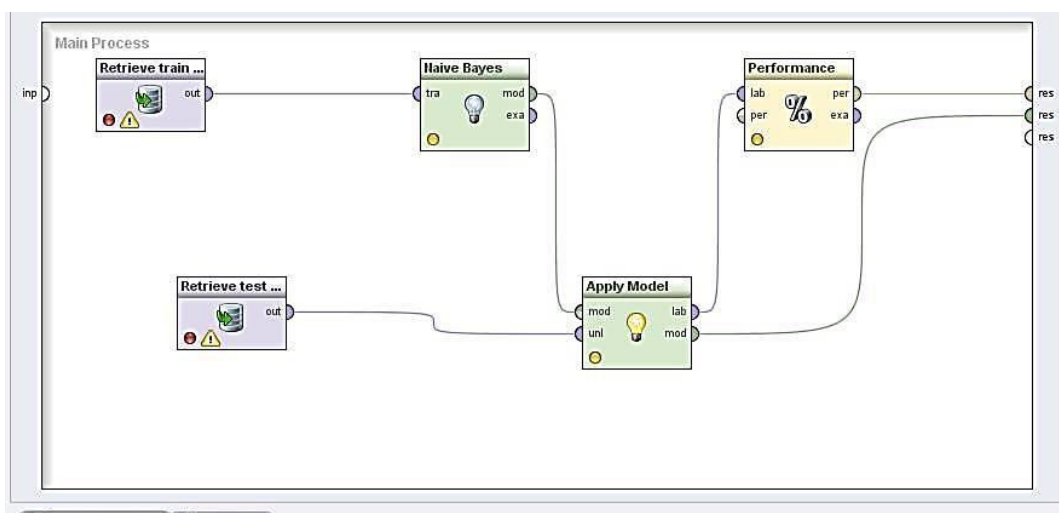 Main Process
inp
Retrieve train ...
out
Naive Bayes
tra
mod
exa
Performance
lab
per
per
exa
res
res
res
Retrieve test ...
out
Apply Model
mod
lab
unl
mod